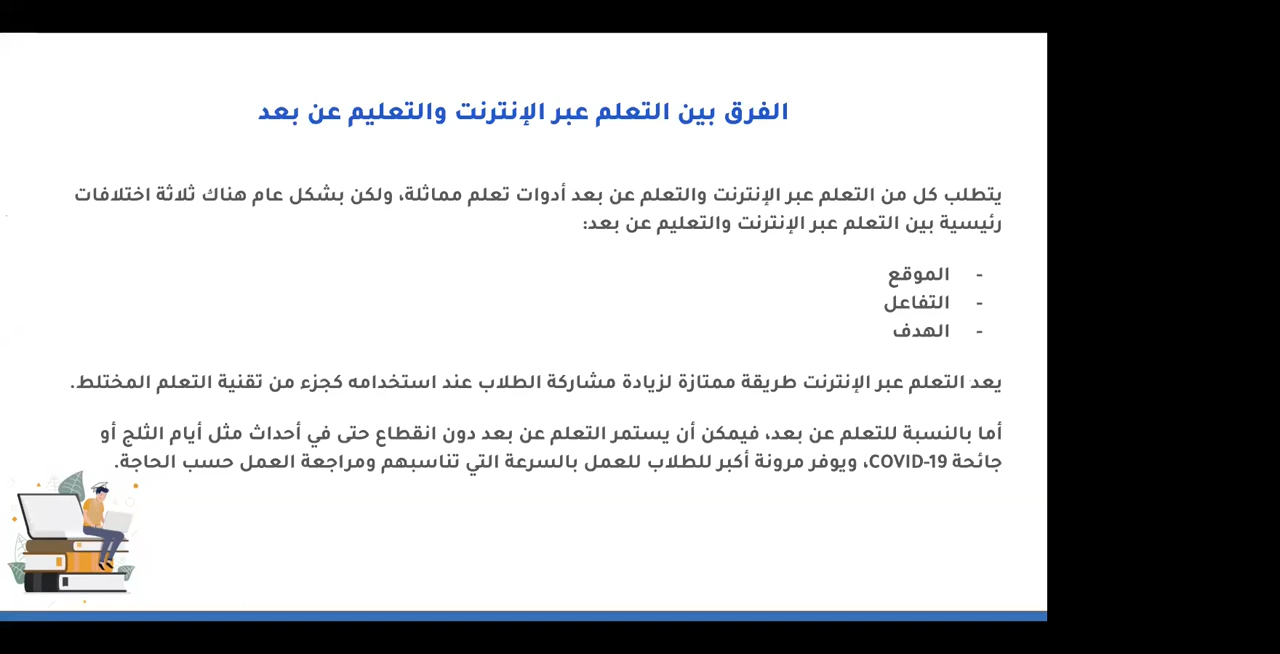 الفرق بين التعلم عبر الإنترنت والتعليم عن بعد
يتطلب كل من التعلم عبر الإنترنت والتعلم عن بعد أدوات تعلم مماثلة، ولكن بشكل عام هناك ثلاثة اختلافات
رئيسية بين التعلم عبر الإنترنت والتعليم عن بعد:
- الموقع
- التفاعل
- الهدف
يعد التعلم عبر الإنترنت طريقة ممتازة لزيادة مشاركة الطلاب عند استخدامه كجزء من تقنية التعلم المختلط.
أما بالنسبة للتعلم عن بعد، فيمكن أن يستمر التعلم عن بعد دون انقطاع حتى في أحداث مثل أيام الثلج أو
جائحة COVID-19، ويوفر مرونة أكبر للطلاب للعمل بالسرعة التي تناسبهم ومراجعة العمل حسب الحاجة.